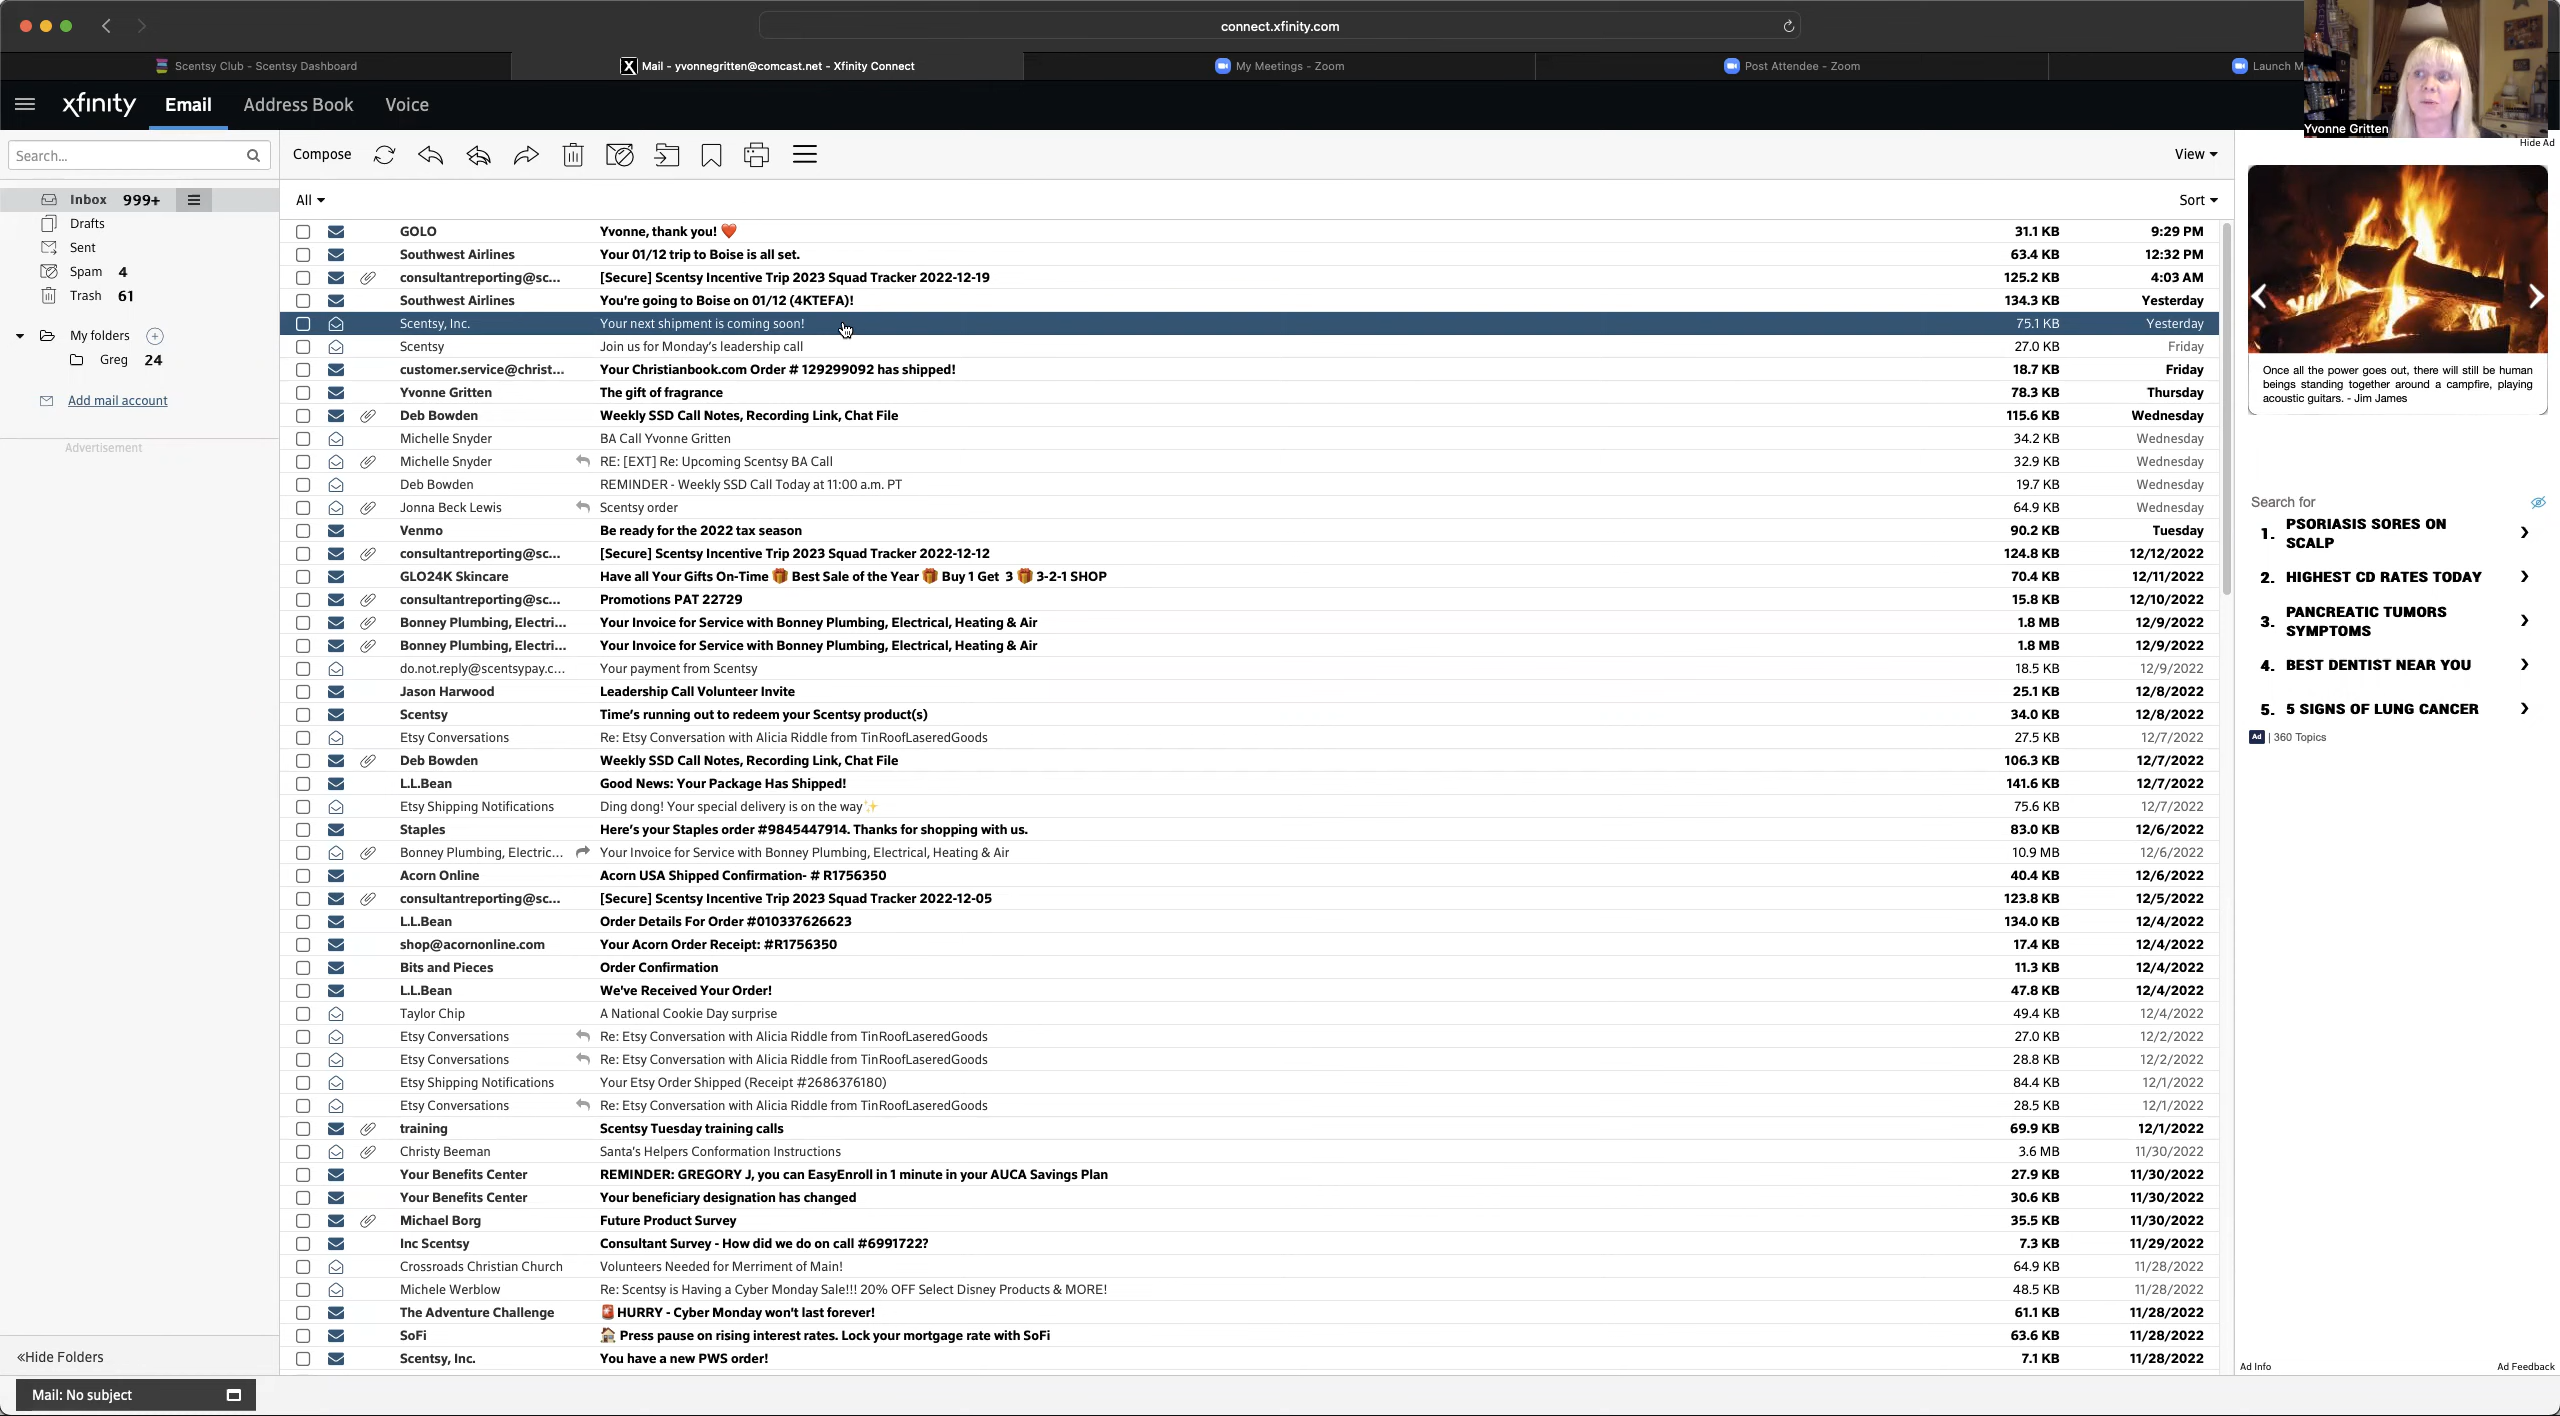 connect.xfinity.com
Scentsy Club - Scentsy Dashboard
Mail - yvonnegritten@comcast.net - Xfinity Connect
My Meetings - Zoom
Post Attendee - Zoom
Launch M
Yvonne Gritten
xfinity Email Address Book Voice
Hide Ad
Search...
Compose
View
Inbox 999+
Drafts
Sent
Spam 4
Trash 61
My folders
Greg 24
Add mail account
Advertisement
All
Sort
GOLO Yvonne, thank you! ❤️ 31.1 KB 9:29 PM
Southwest Airlines Your 01/12 trip to Boise is all set. 63.4 KB 12:32 PM
consultantreporting@sc... [Secure] Scentsy Incentive Trip 2023 Squad Tracker 2022-12-19 125.2 KB 4:03 AM
Southwest Airlines You're going to Boise on 01/12 (4KTEFA)! 134.3 KB Yesterday
Scentsy, Inc. Your next shipment is coming soon! 75.1 KB Yesterday
Scentsy Join us for Monday's leadership call 27.0 KB Friday
customer.service@christ... Your Christianbook.com Order # 129299092 has shipped! 18.7 KB Friday
Yvonne Gritten The gift of fragrance 78.3 KB Thursday
Deb Bowden Weekly SSD Call Notes, Recording Link, Chat File 115.6 KB Wednesday
Michelle Snyder BA Call Yvonne Gritten 34.2 KB Wednesday
Michelle Snyder RE: [EXT] Re: Upcoming Scentsy BA Call 32.9 KB Wednesday
Deb Bowden REMINDER - Weekly SSD Call Today at 11:00 a.m. PT 19.7 KB Wednesday
Jonna Beck Lewis Scentsy order 64.9 KB Wednesday
Venmo Be ready for the 2022 tax season 90.2 KB Tuesday
consultantreporting@sc... [Secure] Scentsy Incentive Trip 2023 Squad Tracker 2022-12-12 124.8 KB 12/12/2022
GLO24K Skincare Have all Your Gifts On-Time 🎁 Best Sale of the Year 🎁 Buy 1 Get 3 🎁 3-2-1 SHOP 70.4 KB 12/11/2022
consultantreporting@sc... Promotions PAT 22729 15.8 KB 12/10/2022
Bonney Plumbing, Electri... Your Invoice for Service with Bonney Plumbing, Electrical, Heating & Air 1.8 MB 12/9/2022
Bonney Plumbing, Electri... Your Invoice for Service with Bonney Plumbing, Electrical, Heating & Air 1.8 MB 12/9/2022
do.not.reply@scentsypay.c... Your payment from Scentsy 18.5 KB 12/9/2022
Jason Harwood Leadership Call Volunteer Invite 25.1 KB 12/8/2022
Scentsy Time's running out to redeem your Scentsy product(s) 34.0 KB 12/8/2022
Etsy Conversations Re: Etsy Conversation with Alicia Riddle from TinRoofLaseredGoods 27.5 KB 12/7/2022
Deb Bowden Weekly SSD Call Notes, Recording Link, Chat File 106.3 KB 12/7/2022
L.L.Bean Good News: Your Package Has Shipped! 141.6 KB 12/7/2022
Etsy Shipping Notifications Ding dong! Your special delivery is on the way✨ 75.6 KB 12/7/2022
Staples Here's your Staples order #9845447914. Thanks for shopping with us. 83.0 KB 12/6/2022
Bonney Plumbing, Electric... Your Invoice for Service with Bonney Plumbing, Electrical, Heating & Air 10.9 MB 12/6/2022
Acorn Online Acorn USA Shipped Confirmation- # R1756350 40.4 KB 12/6/2022
consultantreporting@sc... [Secure] Scentsy Incentive Trip 2023 Squad Tracker 2022-12-05 123.8 KB 12/5/2022
L.L.Bean Order Details For Order #010337626623 134.0 KB 12/4/2022
shop@acornonline.com Your Acorn Order Receipt: #R1756350 17.4 KB 12/4/2022
Bits and Pieces Order Confirmation 11.3 KB 12/4/2022
L.L.Bean We've Received Your Order! 47.8 KB 12/4/2022
Taylor Chip A National Cookie Day surprise 49.4 KB 12/4/2022
Etsy Conversations Re: Etsy Conversation with Alicia Riddle from TinRoofLaseredGoods 27.0 KB 12/2/2022
Etsy Conversations Re: Etsy Conversation with Alicia Riddle from TinRoofLaseredGoods 28.8 KB 12/2/2022
Etsy Shipping Notifications Your Etsy Order Shipped (Receipt #2686376180) 84.4 KB 12/1/2022
Etsy Conversations Re: Etsy Conversation with Alicia Riddle from TinRoofLaseredGoods 28.5 KB 12/1/2022
training Scentsy Tuesday training calls 69.9 KB 12/1/2022
Christy Beeman Santa's Helpers Conformation Instructions 3.6 MB 11/30/2022
Your Benefits Center REMINDER: GREGORY J, you can EasyEnroll in 1 minute in your AUCA Savings Plan 27.9 KB 11/30/2022
Your Benefits Center Your beneficiary designation has changed 30.6 KB 11/30/2022
Michael Borg Future Product Survey 35.5 KB 11/30/2022
Inc Scentsy Consultant Survey - How did we do on call #6991722? 7.3 KB 11/29/2022
Crossroads Christian Church Volunteers Needed for Merriment of Main! 64.9 KB 11/28/2022
Michele Werblow Re: Scentsy is Having a Cyber Monday Sale!!! 20% OFF Select Disney Products & MORE! 48.5 KB 11/28/2022
The Adventure Challenge 🚨HURRY - Cyber Monday won't last forever! 61.1 KB 11/28/2022
SoFi 🏠 Press pause on rising interest rates. Lock your mortgage rate with SoFi 63.6 KB 11/28/2022
Scentsy, Inc. You have a new PWS order! 7.1 KB 11/28/2022
Once all the power goes out, there will still be human
beings standing together around a campfire, playing
acoustic guitars. - Jim James
Search for
1. PSORIASIS SORES ON
SCALP
2. HIGHEST CD RATES TODAY
3. PANCREATIC TUMORS
SYMPTOMS
4. BEST DENTIST NEAR YOU
5. 5 SIGNS OF LUNG CANCER
Ad | 360 Topics
«Hide Folders
Ad Info
Ad Feedback
Mail: No subject